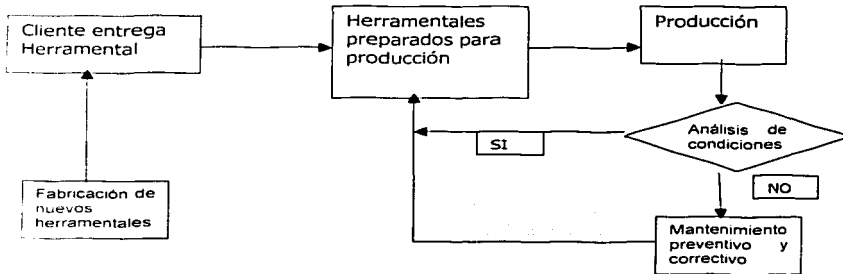 Cliente entrega
Herramental
Herramentales
preparados para
producción
Producción
Análisis de
condiciones
SI
NO
Fabricación de
nuevos
herramentales
Mantenimiento
preventivo y
correctivo